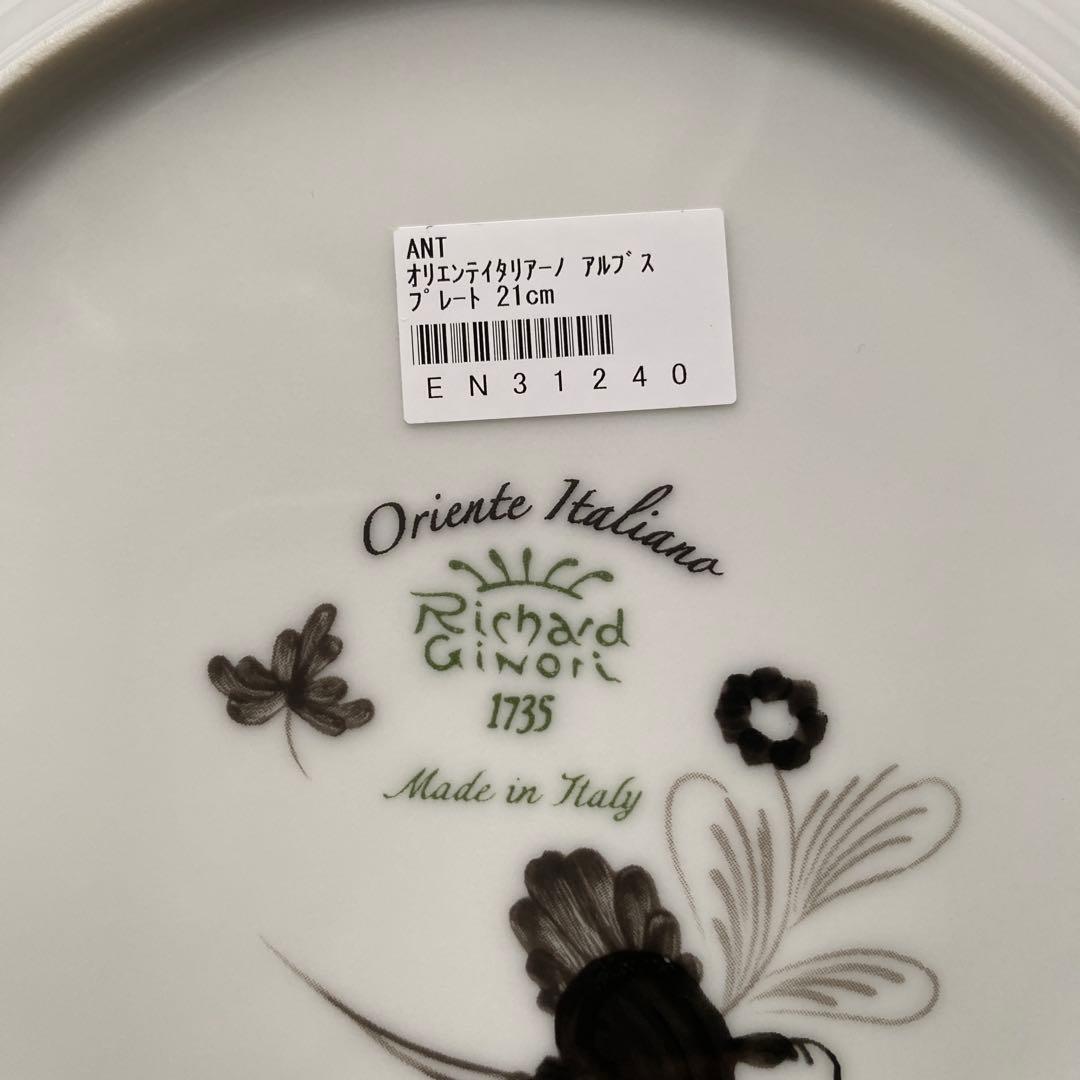 ANT
ｵﾘｴﾝﾃｲﾀﾘｱｰﾉ ｱﾙﾌﾞｽ
ﾌﾟﾚｰﾄ 21cm
EN31240
Oriente Italiano
Richard
GiNori
1735
Made in Italy